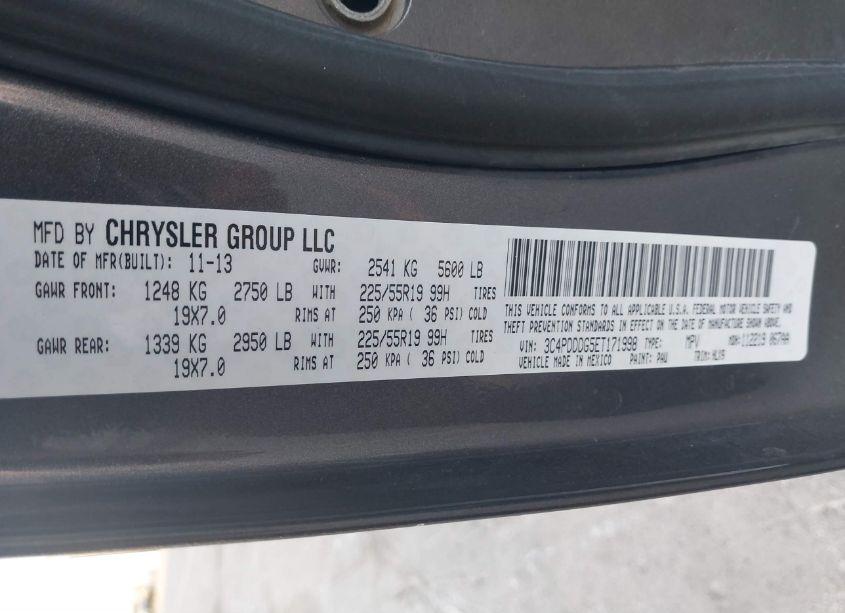 MFD BY CHRYSLER GROUP LLC
DATE OF MFR(BUILT): 11-13 GVWR: 2541 KG 5600 LB
GAWR FRONT: 1248 KG 2750 LB WITH 225/55R19 99H TIRES
19X7.0 RIMS AT 250 KPA ( 36 PSI) COLD
GAWR REAR: 1339 KG 2950 LB WITH 225/55R19 99H TIRES
19X7.0 RIMS AT 250 KPA ( 36 PSI) COLD
THIS VEHICLE CONFORMS TO ALL APPLICABLE U.S.A. FEDERAL MOTOR VEHICLE SAFETY AND
THEFT PREVENTION STANDARDS IN EFFECT ON THE DATE OF MANUFACTURE SHOWN ABOVE.
VIN: 3C4PDDDG5ET171998 TYPE: MPV MDH: 112219 067AA
VEHICLE MADE IN MEXICO PAINT: PAU TRIM: